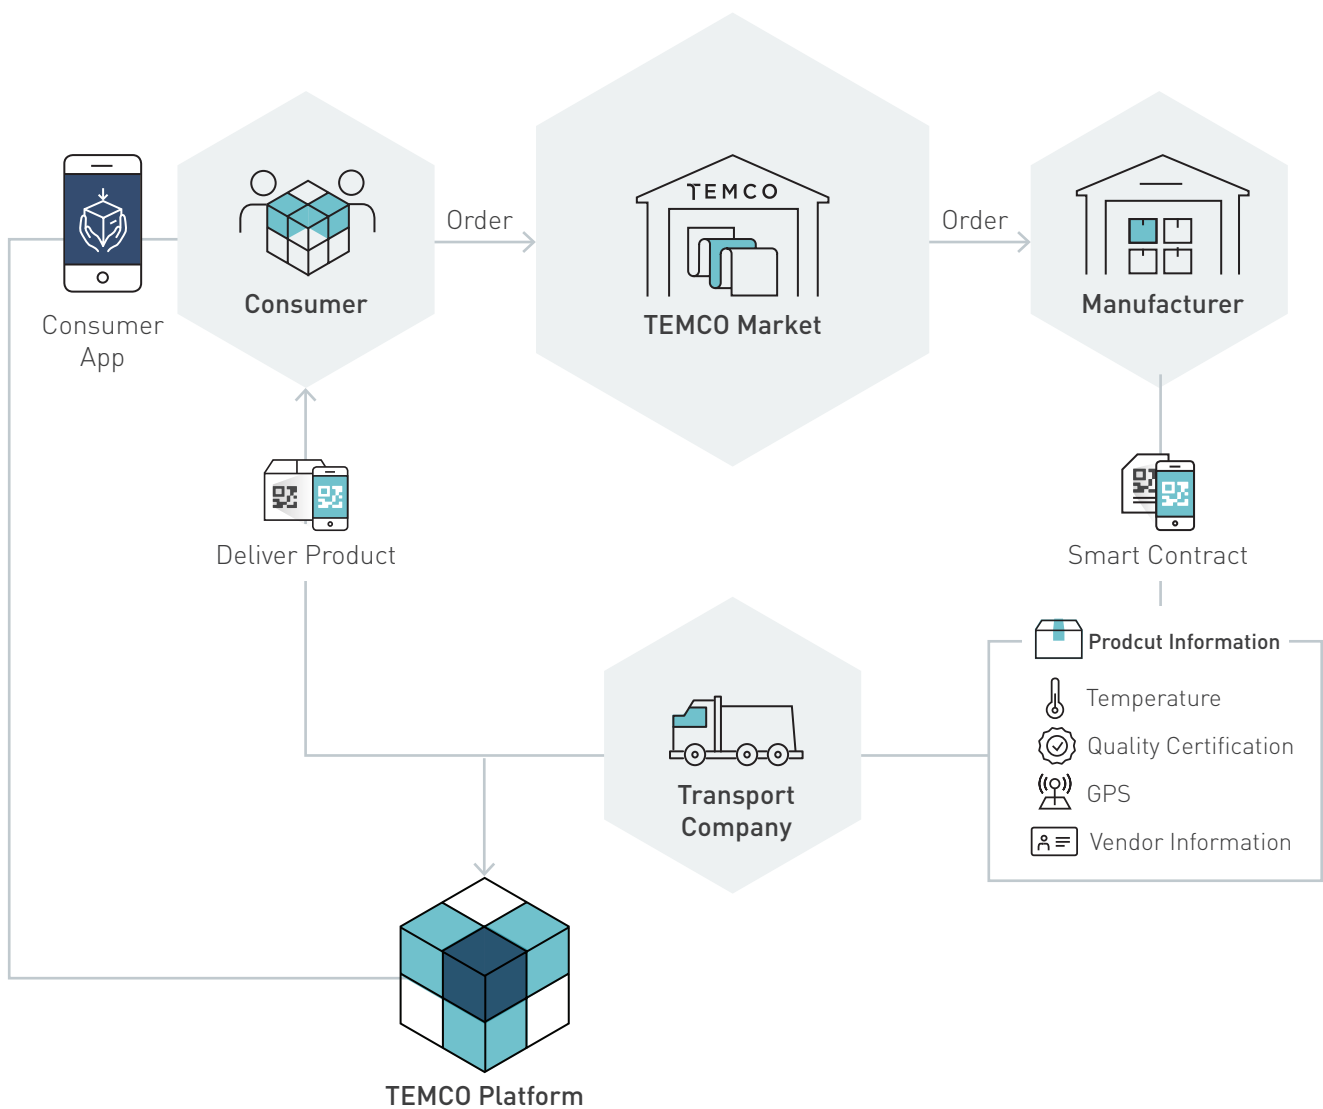 TEMCO
Order
Order
Consumer
TEMCO Market
Manufacturer
Consumer
App
Deliver Product
Smart Contract
Prodcut Information
Temperature
Quality Certification
GPS
Vendor Information
Transport
Company
TEMCO Platform